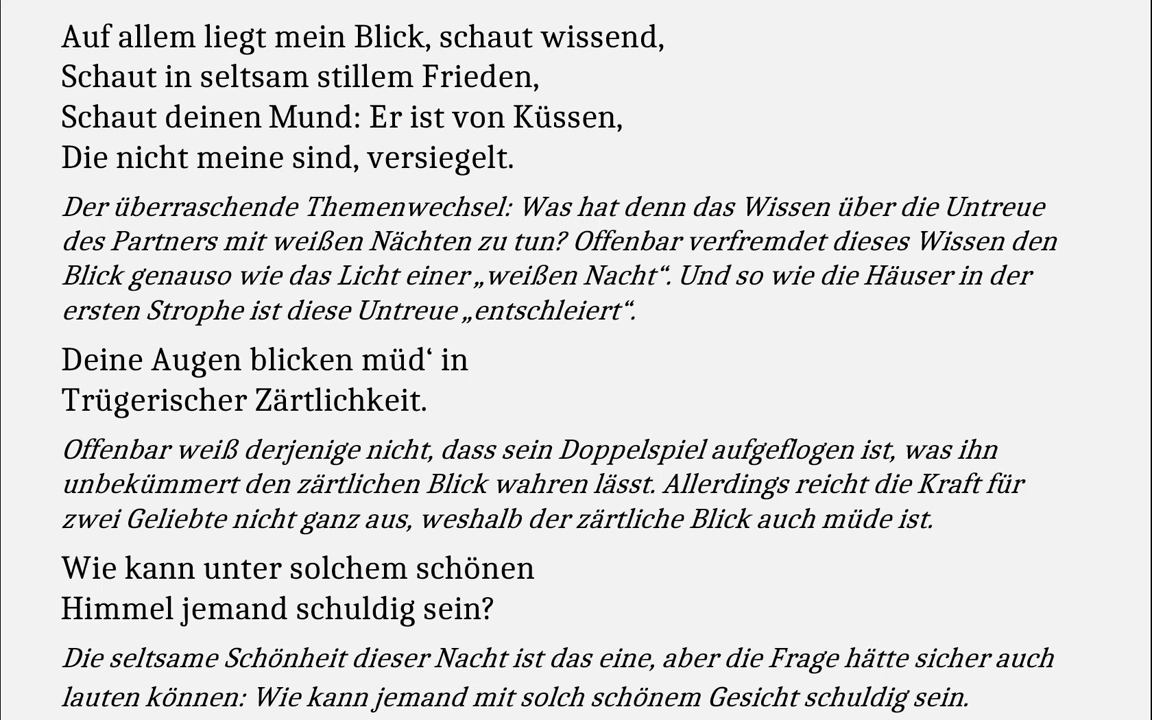 Auf allem liegt mein Blick, schaut wissend,
Schaut in seltsam stillem Frieden,
Schaut deinen Mund: Er ist von Küssen,
Die nicht meine sind, versiegelt.
Der überraschende Themenwechsel: Was hat denn das Wissen über die Untreue
des Partners mit weißen Nächten zu tun? Offenbar verfremdet dieses Wissen den
Blick genauso wie das Licht einer „weißen Nacht“. Und so wie die Häuser in der
ersten Strophe ist diese Untreue „entschleiert“.
Deine Augen blicken müd‘ in
Trügerischer Zärtlichkeit.
Offenbar weiß derjenige nicht, dass sein Doppelspiel aufgeflogen ist, was ihn
unbekümmert den zärtlichen Blick wahren lässt. Allerdings reicht die Kraft für
zwei Geliebte nicht ganz aus, weshalb der zärtliche Blick auch müde ist.
Wie kann unter solchem schönen
Himmel jemand schuldig sein?
Die seltsame Schönheit dieser Nacht ist das eine, aber die Frage hätte sicher auch
lauten können: Wie kann jemand mit solch schönem Gesicht schuldig sein.